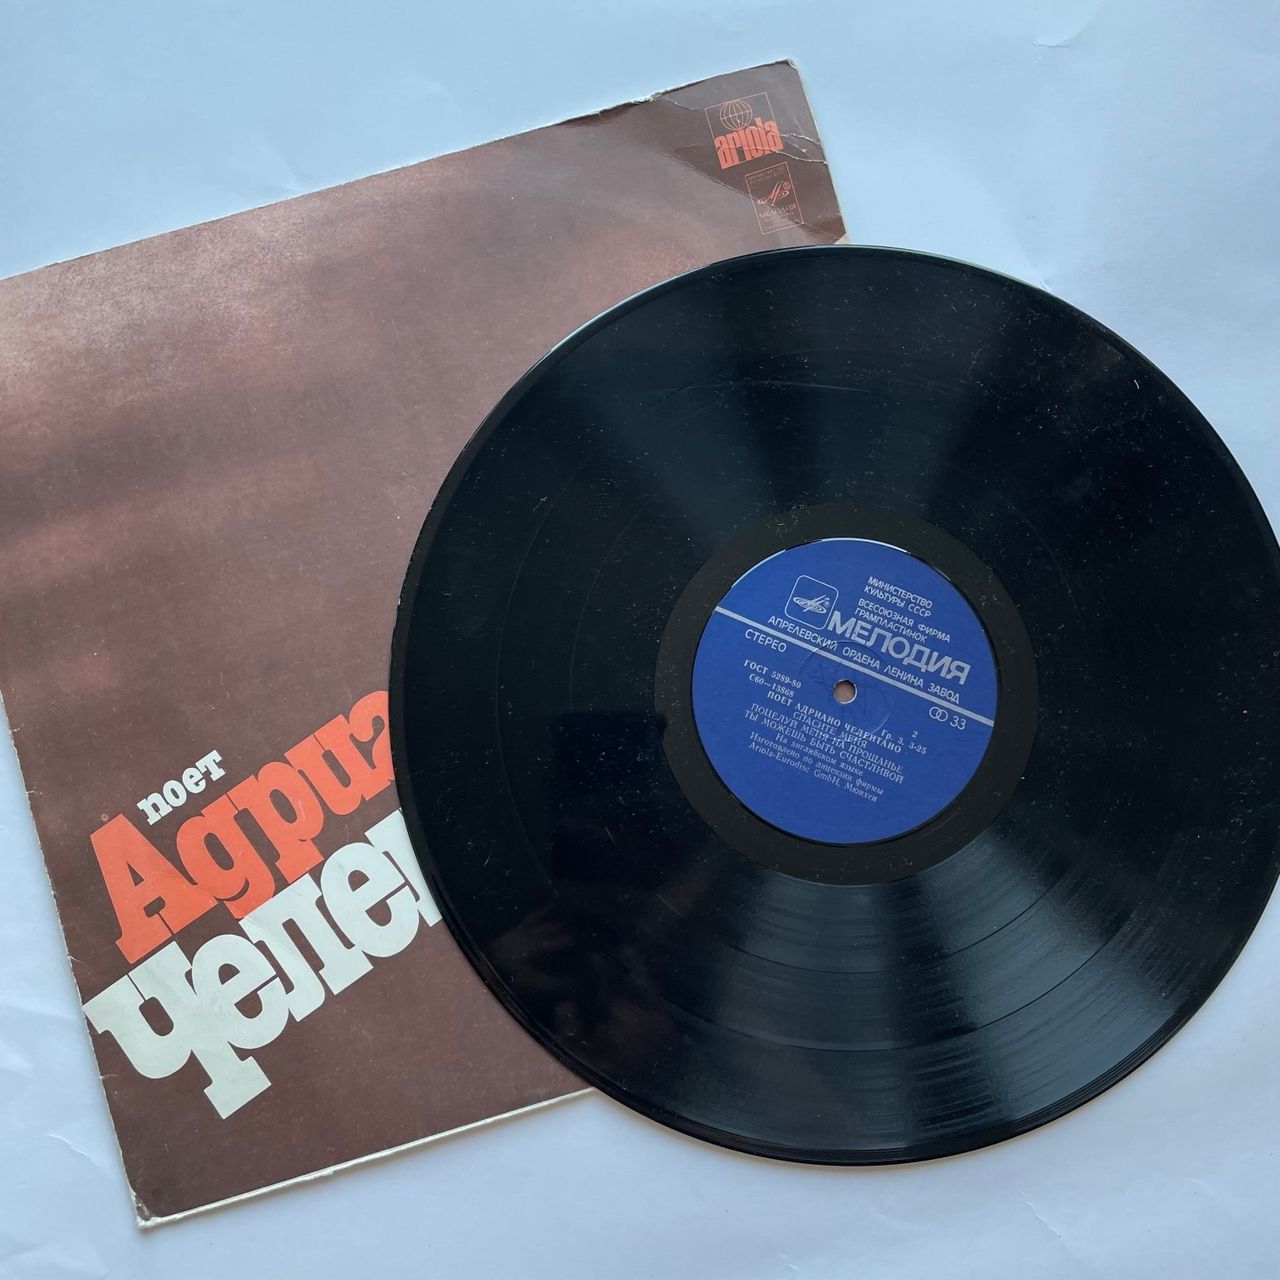 ariola
МЕЛОДИЯ
поет
Адриа
Челен
МИНИСТЕРСТВО
КУЛЬТУРЫ СССР
ВСЕСОЮЗНАЯ ФИРМА
ГРАМПЛАСТИНОК
МЕЛОДИЯ
АПРЕЛЕВСКИЙ ОРДЕНА ЛЕНИНА ЗАВОД
СТЕРЕО
33
ГОСТ 5289-80
2
С60—13868
Гр. 3. 3-25
ПОЕТ АДРИАНО ЧЕЛЕНТАНО
СПАСИТЕ МЕНЯ
ПОЦЕЛУЙ МЕНЯ НА ПРОЩАНЬЕ
ТЫ МОЖЕШЬ БЫТЬ СЧАСТЛИВОЙ
На английском языке
Изготовлено по лицензии фирмы
Ariola-Eurodisc GmbH, Мюнхен